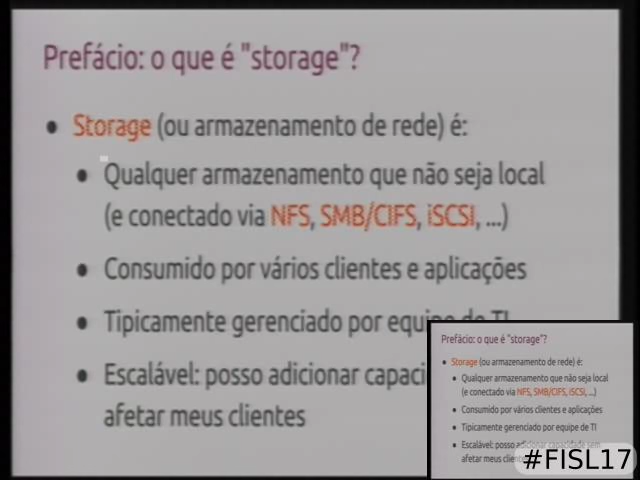 Prefácio: o que é "storage"?
• Storage (ou armazenamento de rede) é:
• Qualquer armazenamento que não seja local
(e conectado via NFS, SMB/CIFS, iSCSI, ...)
• Consumido por vários clientes e aplicações
• Tipicamente gerenciado por equipe de TI
• Escalável: posso adicionar capaci
afetar meus clientes
Prefácio: o que é "storage"?
• Storage (ou armazenamento de rede) é:
• Qualquer armazenamento que não seja local
(e conectado via NFS, SMB/CIFS, iSCSI, ...)
• Consumido por vários clientes e aplicações
• Tipicamente gerenciado por equipe de TI
• Escalável: posso adicionar capacidade sem
afetar meus clien
#FISL17